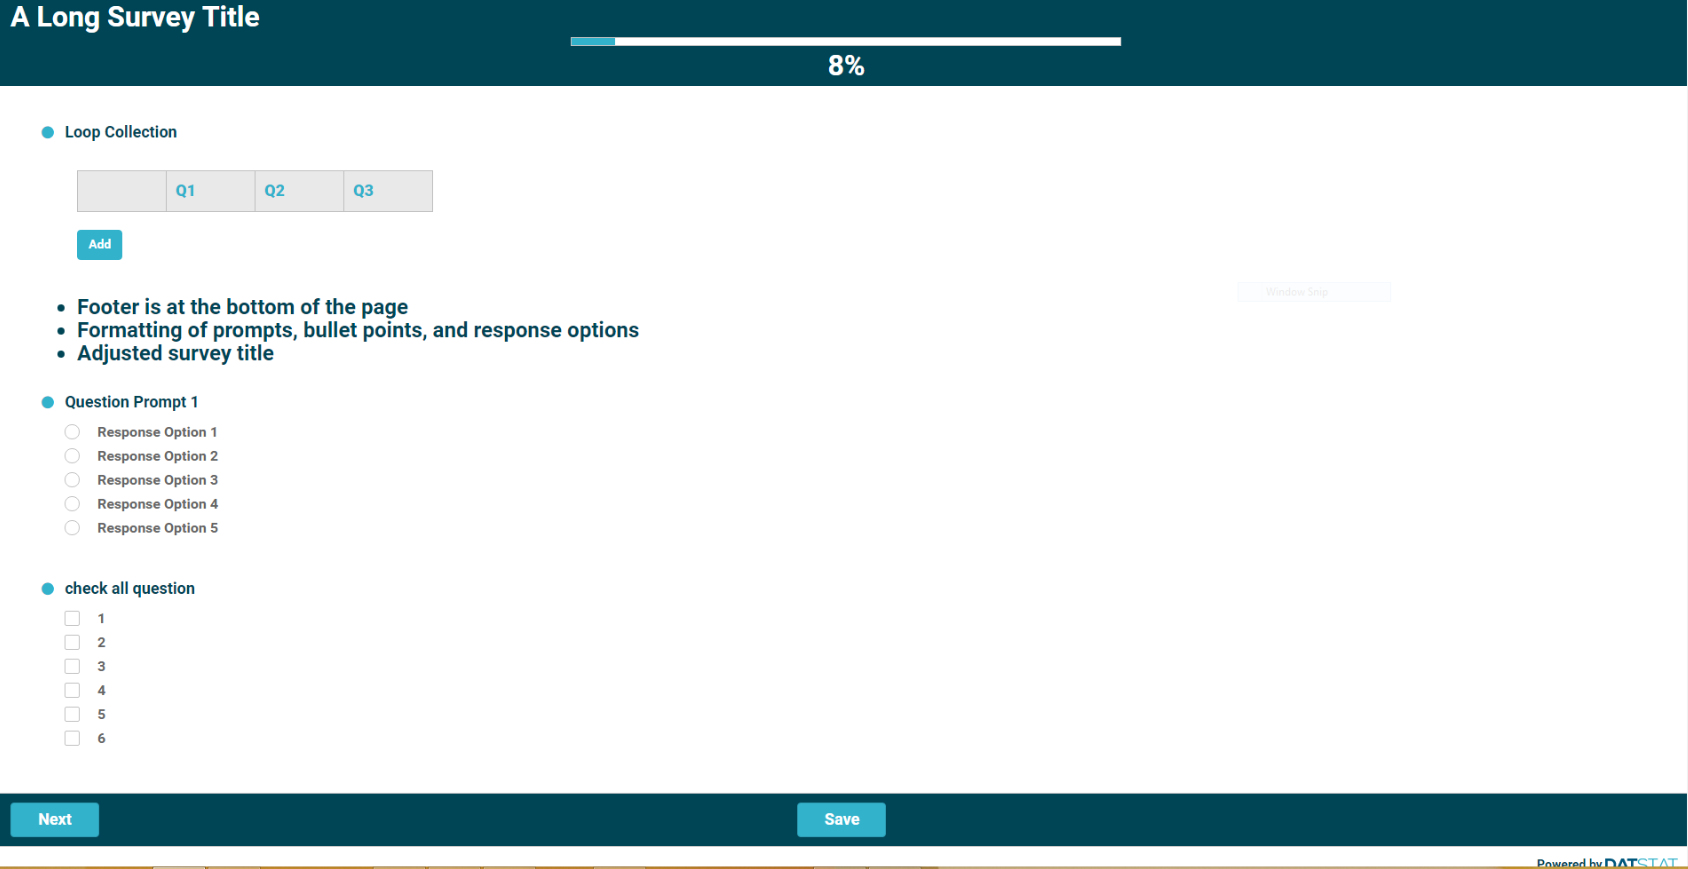 A Long Survey Title
8%
Loop Collection
Q1 Q2 Q3
Add
Window Snip
Footer is at the bottom of the page
Formatting of prompts, bullet points, and response options
Adjusted survey title
Question Prompt 1
Response Option 1
Response Option 2
Response Option 3
Response Option 4
Response Option 5
check all question
1
2
3
4
5
6
Next Save
Powered by DATSTAT